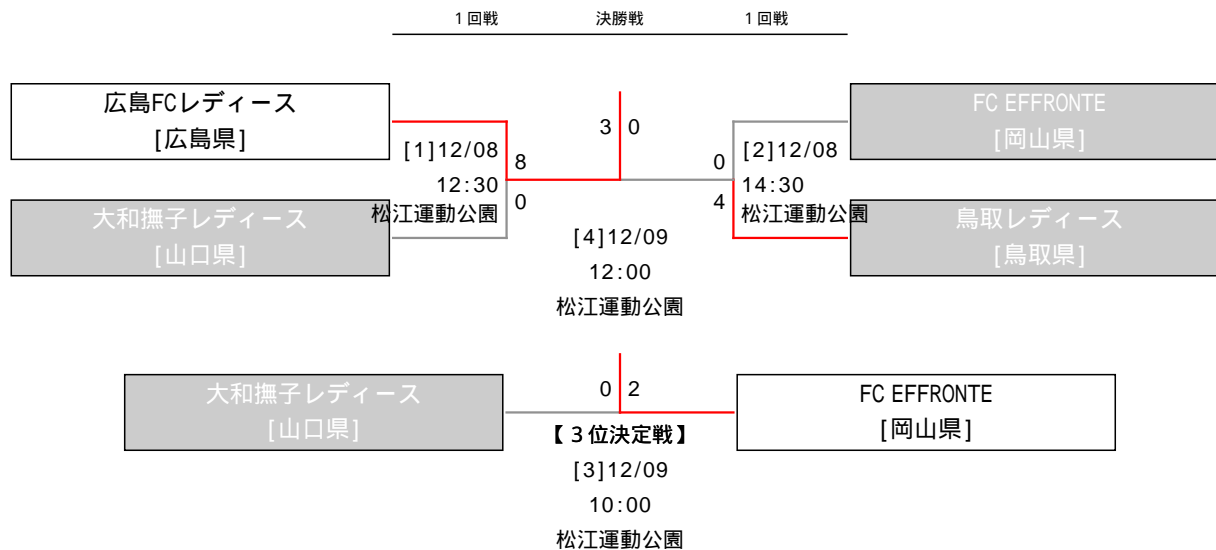 1回戦 決勝戦 1回戦
広島FCレディース
[広島県]
大和撫子レディース
[山口県]
[1]12/08
12:30
松江運動公園
8
0
3 0
[4]12/09
12:00
松江運動公園
0
4
[2]12/08
14:30
松江運動公園
FC EFFRONTE
[岡山県]
鳥取レディース
[鳥取県]
大和撫子レディース
[山口県]
0 2
【3位決定戦】
[3]12/09
10:00
松江運動公園
FC EFFRONTE
[岡山県]